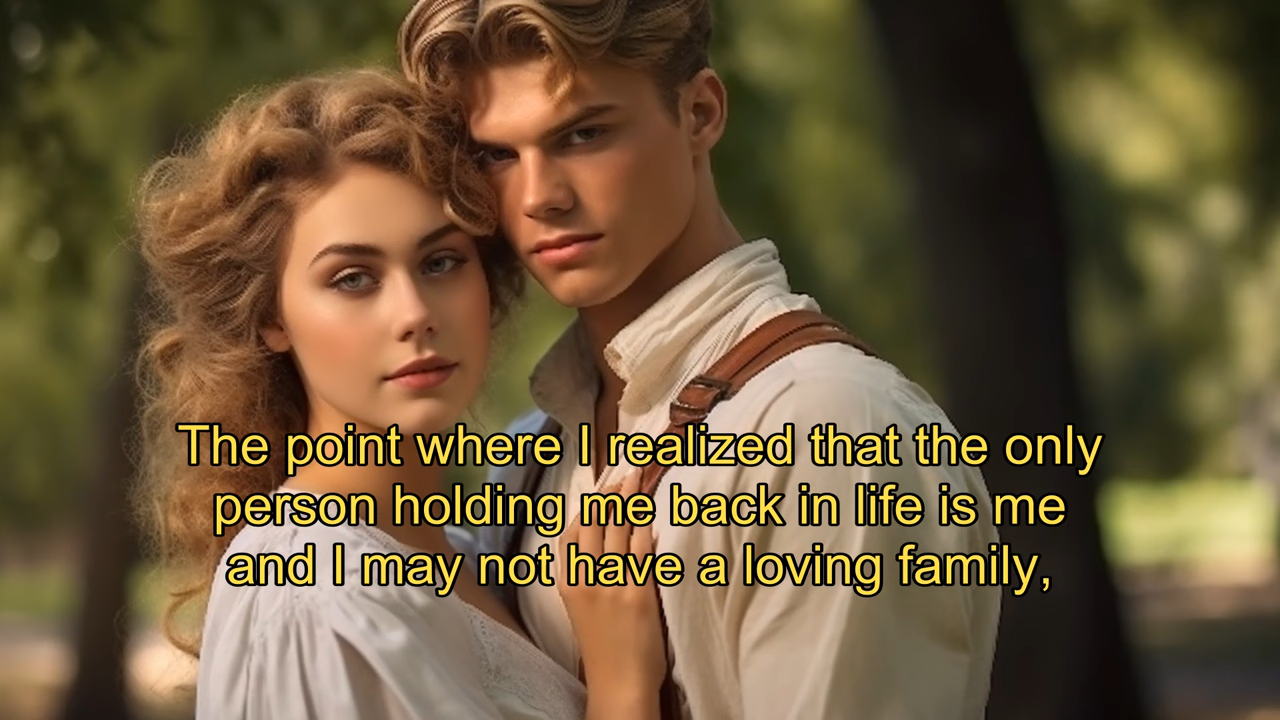 The point where I realized that the only
person holding me back in life is me
and I may not have a loving family,